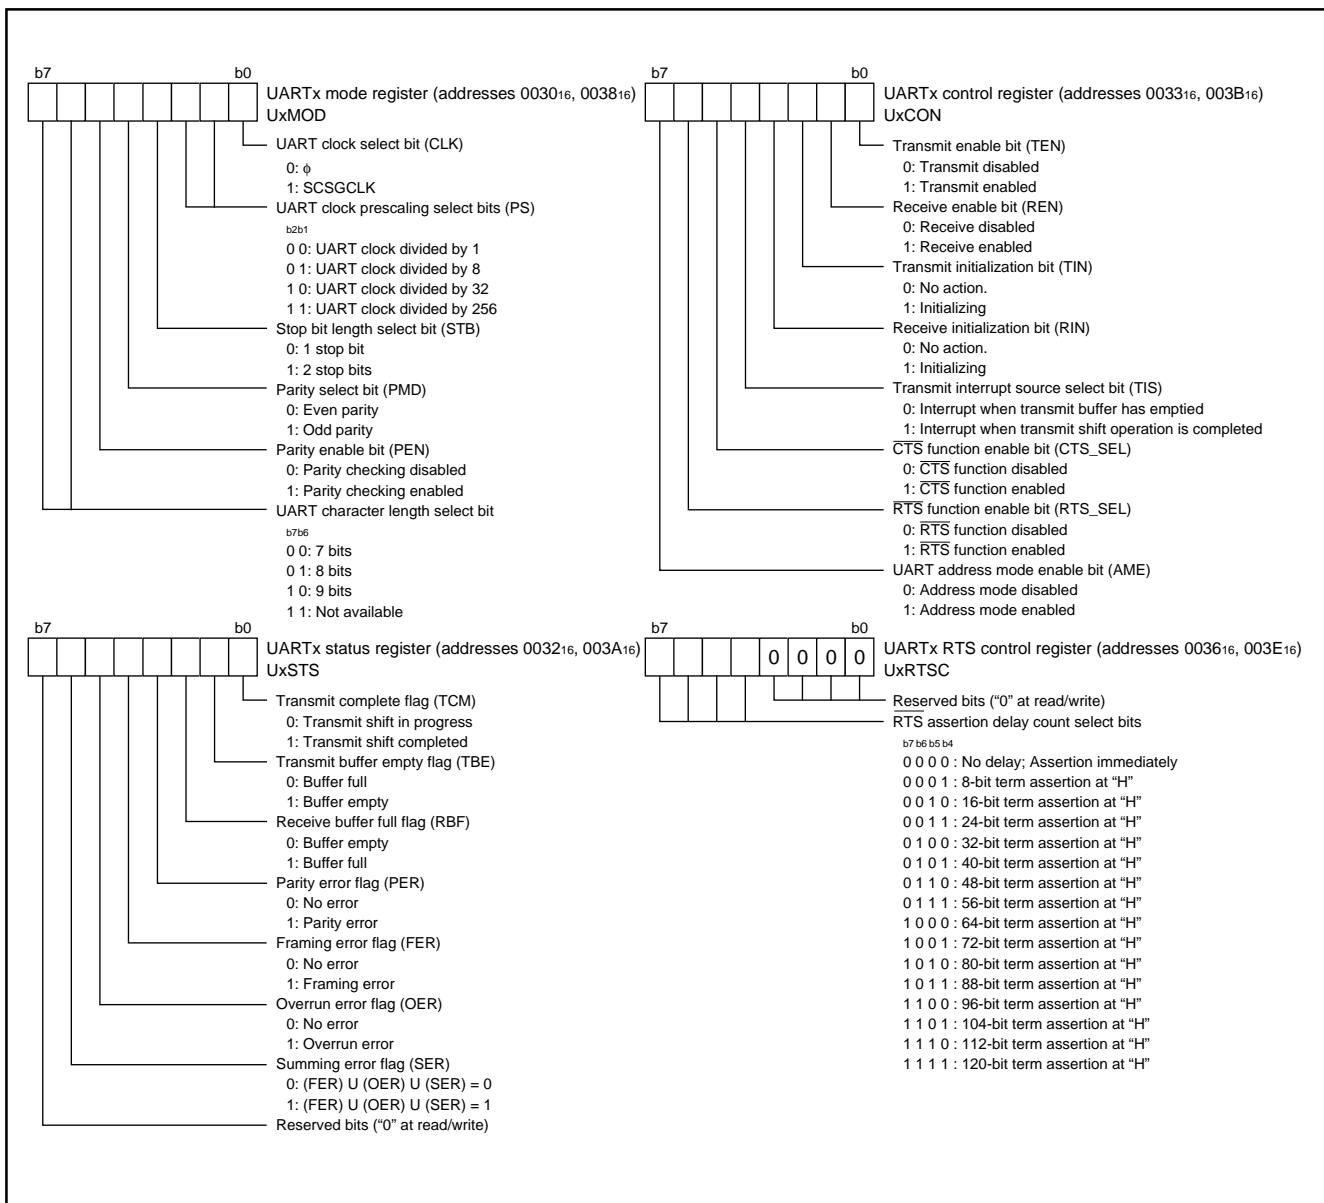 b7 b0
UARTx mode register (addresses 0030₁₆, 0038₁₆)
UxMOD
UART clock select bit (CLK)
0: ϕ
1: SCSGCLK
UART clock prescaling select bits (PS)
b2b1
0 0: UART clock divided by 1
0 1: UART clock divided by 8
1 0: UART clock divided by 32
1 1: UART clock divided by 256
Stop bit length select bit (STB)
0: 1 stop bit
1: 2 stop bits
Parity select bit (PMD)
0: Even parity
1: Odd parity
Parity enable bit (PEN)
0: Parity checking disabled
1: Parity checking enabled
UART character length select bit
b7b6
0 0: 7 bits
0 1: 8 bits
1 0: 9 bits
1 1: Not available
b7 b0
UARTx control register (addresses 0033₁₆, 003B₁₆)
UxCON
Transmit enable bit (TEN)
0: Transmit disabled
1: Transmit enabled
Receive enable bit (REN)
0: Receive disabled
1: Receive enabled
Transmit initialization bit (TIN)
0: No action.
1: Initializing
Receive initialization bit (RIN)
0: No action.
1: Initializing
Transmit interrupt source select bit (TIS)
0: Interrupt when transmit buffer has emptied
1: Interrupt when transmit shift operation is completed
C̅T̅S̅ function enable bit (CTS_SEL)
0: C̅T̅S̅ function disabled
1: C̅T̅S̅ function enabled
R̅T̅S̅ function enable bit (RTS_SEL)
0: R̅T̅S̅ function disabled
1: R̅T̅S̅ function enabled
UART address mode enable bit (AME)
0: Address mode disabled
1: Address mode enabled
b7 b0
UARTx status register (addresses 0032₁₆, 003A₁₆)
UxSTS
Transmit complete flag (TCM)
0: Transmit shift in progress
1: Transmit shift completed
Transmit buffer empty flag (TBE)
0: Buffer full
1: Buffer empty
Receive buffer full flag (RBF)
0: Buffer empty
1: Buffer full
Parity error flag (PER)
0: No error
1: Parity error
Framing error flag (FER)
0: No error
1: Framing error
Overrun error flag (OER)
0: No error
1: Overrun error
Summing error flag (SER)
0: (FER) U (OER) U (SER) = 0
1: (FER) U (OER) U (SER) = 1
Reserved bits (“0” at read/write)
b7 b0
0 0 0 0
UARTx RTS control register (addresses 0036₁₆, 003E₁₆)
UxRTSC
Reserved bits (“0” at read/write)
R̅T̅S̅ assertion delay count select bits
b7 b6 b5 b4
0 0 0 0 : No delay; Assertion immediately
0 0 0 1 : 8-bit term assertion at “H”
0 0 1 0 : 16-bit term assertion at “H”
0 0 1 1 : 24-bit term assertion at “H”
0 1 0 0 : 32-bit term assertion at “H”
0 1 0 1 : 40-bit term assertion at “H”
0 1 1 0 : 48-bit term assertion at “H”
0 1 1 1 : 56-bit term assertion at “H”
1 0 0 0 : 64-bit term assertion at “H”
1 0 0 1 : 72-bit term assertion at “H”
1 0 1 0 : 80-bit term assertion at “H”
1 0 1 1 : 88-bit term assertion at “H”
1 1 0 0 : 96-bit term assertion at “H”
1 1 0 1 : 104-bit term assertion at “H”
1 1 1 0 : 112-bit term assertion at “H”
1 1 1 1 : 120-bit term assertion at “H”